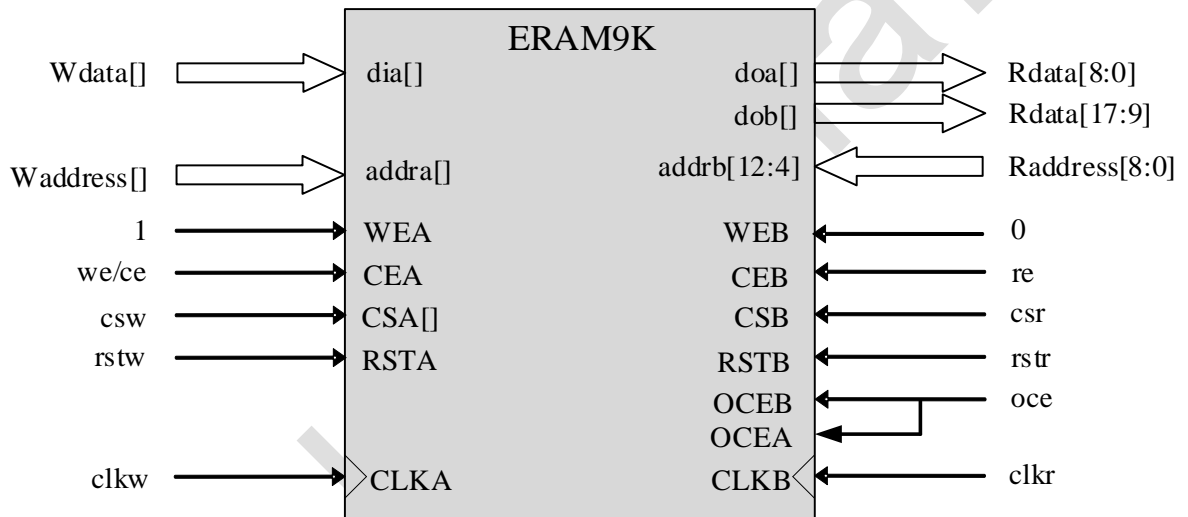 ERAM9K
Wdata[] dia[] doa[] Rdata[8:0]
dob[] Rdata[17:9]
Waddress[] addra[] addrb[12:4] Raddress[8:0]
1 WEA WEB 0
we/ce CEA CEB re
csw CSA[] CSB csr
rstw RSTA RSTB rstr
OCEB oce
OCEA
clkw CLKA CLKB clkr